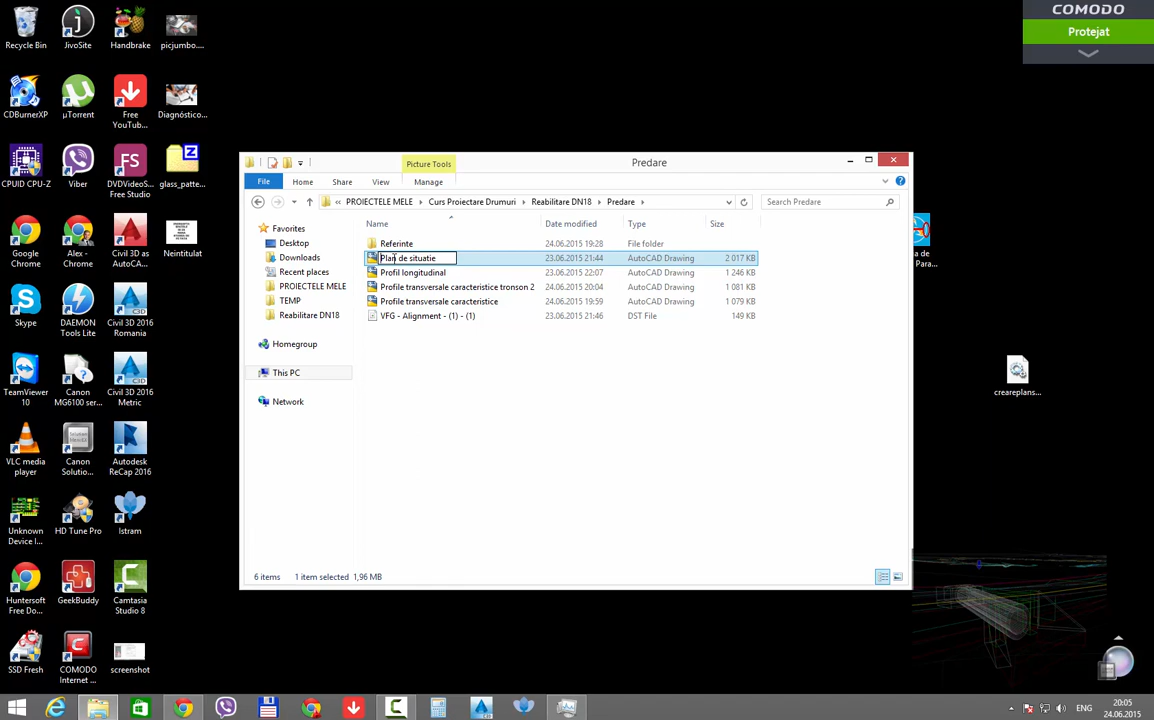 Recycle Bin
JivoSite
Handbrake
picjumbo....
CDBurnerXP
µTorrent
Free
YouTub...
Diagnóstico...
CPUID CPU-Z
Viber
DVDVideoS...
Free Studio
glass_patte...
Google
Chrome
Alex -
Chrome
Civil 3D as
AutoCA...
Neintitulat
Skype
DAEMON
Tools Lite
Civil 3D 2016
Romania
TeamViewer
10
Canon
MG6100 ser...
Civil 3D 2016
Metric
VLC media
player
Canon
Solutio...
Autodesk
ReCap 2016
Unknown
Device I...
HD Tune Pro
Istram
Huntersoft
Free Do...
GeekBuddy
Camtasia
Studio 8
SSD Fresh
COMODO
Internet ...
screenshot
COMODO
Protejat
Picture Tools
Predare
File
Home
Share
View
Manage
PROIECTELE MELE
Curs Proiectare Drumuri
Reabilitare DN18
Predare
Search Predare
Name
Date modified
Type
Size
Favorites
Desktop
Downloads
Recent places
PROIECTELE MELE
TEMP
Reabilitare DN18
Homegroup
This PC
Network
Referinte 24.06.2015 19:28 File folder
Plan de situatie 23.06.2015 21:44 AutoCAD Drawing 2 017 KB
Profil longitudinal 23.06.2015 22:07 AutoCAD Drawing 1 246 KB
Profile transversale caracteristice tronson 2 24.06.2015 20:04 AutoCAD Drawing 1 081 KB
Profile transversale caracteristice 24.06.2015 19:59 AutoCAD Drawing 1 079 KB
VFG - Alignment - (1) - (1) 23.06.2015 21:46 DST File 149 KB
6 items 1 item selected 1,96 MB
a de
Para...
creareplans...
ENG
20:05
24.06.2015